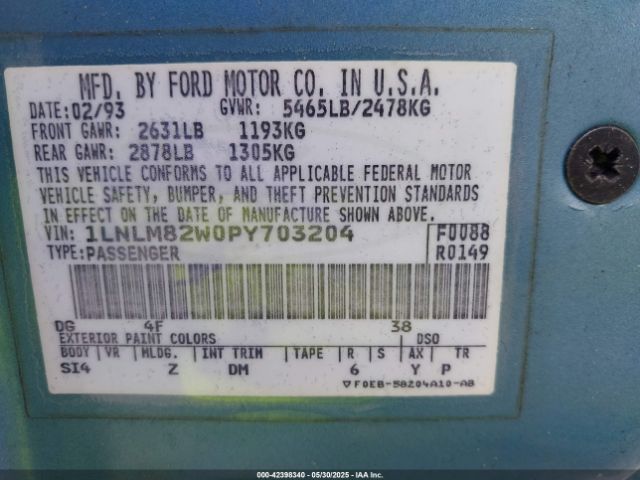 MFD. BY FORD MOTOR CO. IN U.S.A.
DATE: 02/93 GVWR: 5465LB/2478KG
FRONT GAWR: 2631LB 1193KG
REAR GAWR: 2878LB 1305KG
THIS VEHICLE CONFORMS TO ALL APPLICABLE FEDERAL MOTOR
VEHICLE SAFETY, BUMPER, AND THEFT PREVENTION STANDARDS
IN EFFECT ON THE DATE OF MANUFACTURE SHOWN ABOVE.
VIN: 1LNLM82W0PY703204 F0088
TYPE: PASSENGER R0149
DG 4F 38
EXTERIOR PAINT COLORS DSO
BODY VR MLDG. INT TRIM TAPE R S AX TR
SI4 Z DM 6 Y P
▽F0EB-58204A10-AB
000-42398340 - 05/30/2025 - IAAI.COM